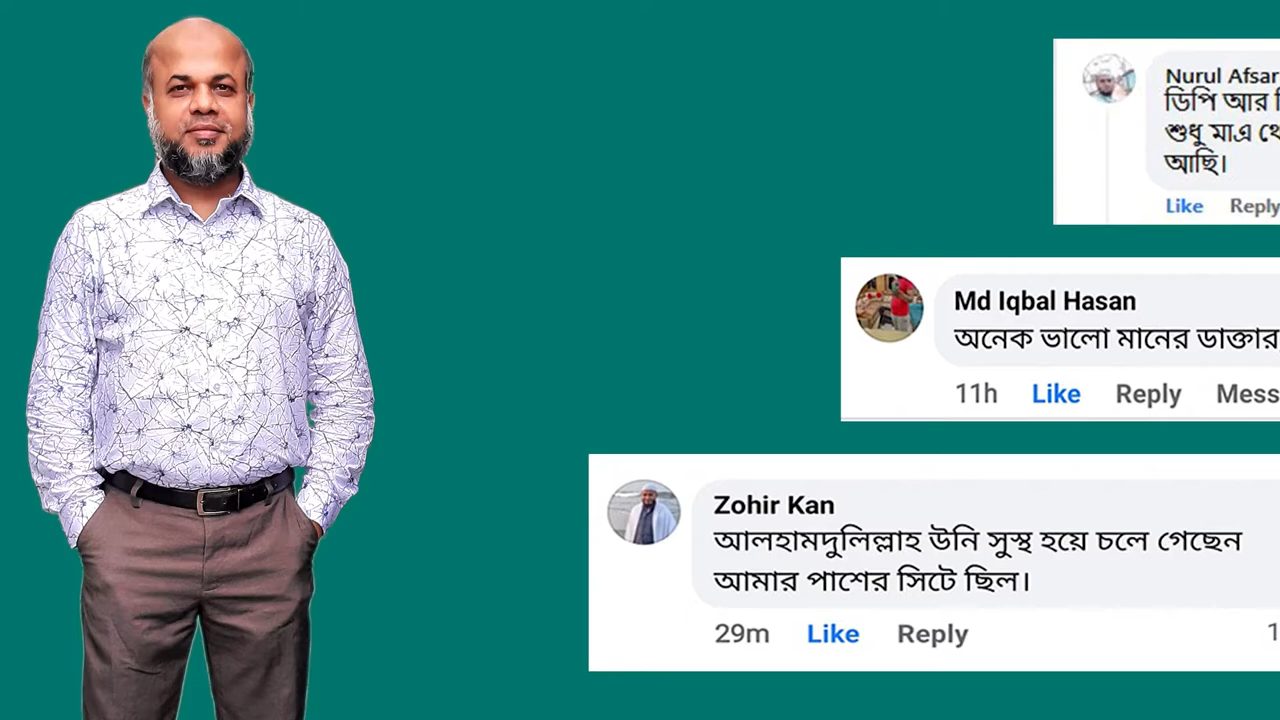 Nurul Afsar
ডিপি আর
শুধু মাএ
আছি।
Like Reply
Md Iqbal Hasan
অনেক ভালো মানের ডাক্তার
11h Like Reply
Zohir Kan
আলহামদুলিল্লাহ উনি সুস্থ হয়ে চলে গেছেন
আমার পাশের সিটে ছিল।
29m Like Reply 1